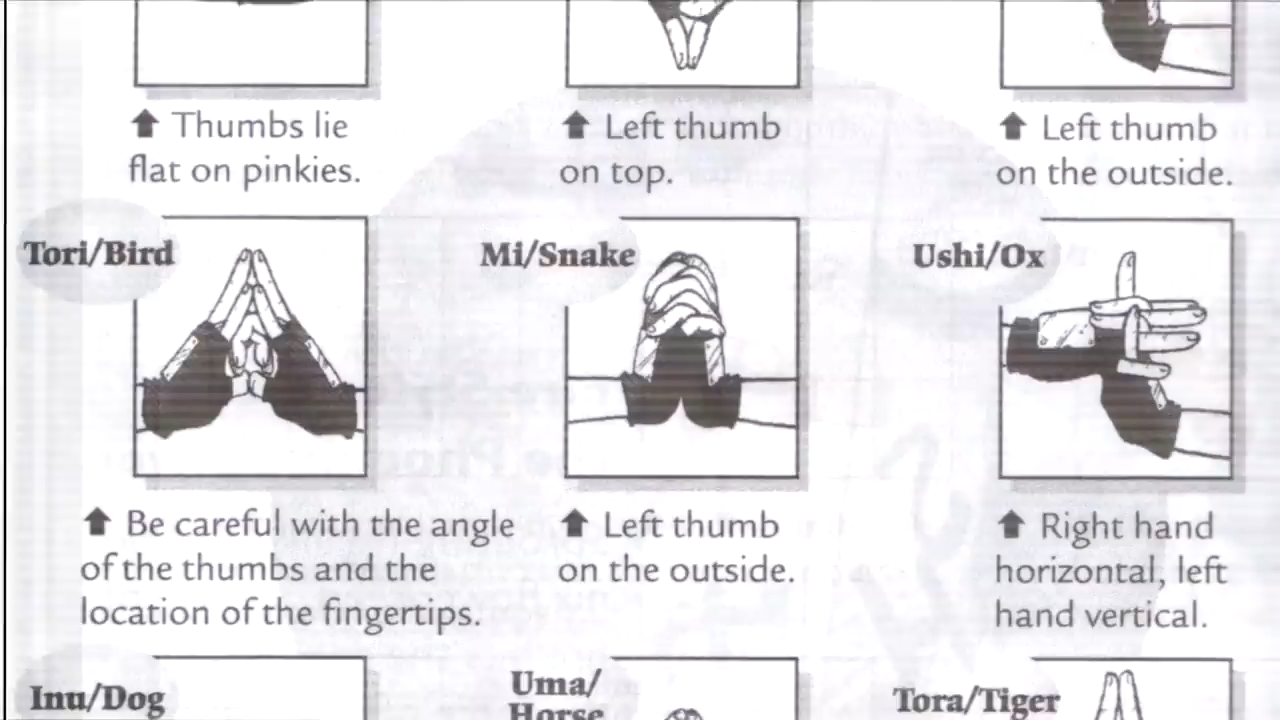 Thumbs lie
flat on pinkies.
Left thumb
on top.
Left thumb
on the outside.
Tori/Bird
Be careful with the angle
of the thumbs and the
location of the fingertips.
Mi/Snake
Left thumb
on the outside.
Ushi/Ox
Right hand
horizontal, left
hand vertical.
Inu/Dog
Uma/
Horse
Tora/Tiger